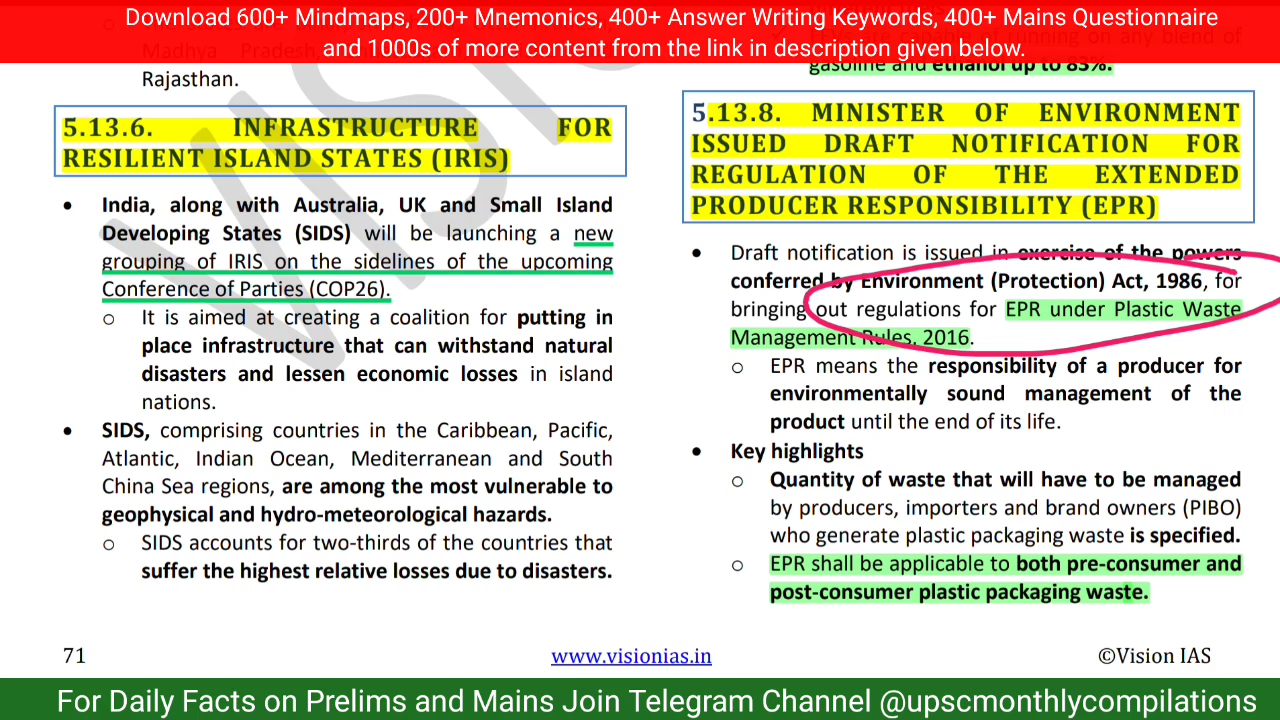 Download 600+ Mindmaps, 200+ Mnemonics, 400+ Answer Writing Keywords, 400+ Mains Questionnaire
and 1000s of more content from the link in description given below.
Rajasthan.
5.13.6. INFRASTRUCTURE FOR
RESILIENT ISLAND STATES (IRIS)
• India, along with Australia, UK and Small Island
Developing States (SIDS) will be launching a new
grouping of IRIS on the sidelines of the upcoming
Conference of Parties (COP26).
o It is aimed at creating a coalition for putting in
place infrastructure that can withstand natural
disasters and lessen economic losses in island
nations.
• SIDS, comprising countries in the Caribbean, Pacific,
Atlantic, Indian Ocean, Mediterranean and South
China Sea regions, are among the most vulnerable to
geophysical and hydro-meteorological hazards.
o SIDS accounts for two-thirds of the countries that
suffer the highest relative losses due to disasters.
gasoline and ethanol up to 83%.
5.13.8. MINISTER OF ENVIRONMENT
ISSUED DRAFT NOTIFICATION FOR
REGULATION OF THE EXTENDED
PRODUCER RESPONSIBILITY (EPR)
• Draft notification is issued in exercise of the powers
conferred by Environment (Protection) Act, 1986, for
bringing out regulations for EPR under Plastic Waste
Management Rules, 2016.
o EPR means the responsibility of a producer for
environmentally sound management of the
product until the end of its life.
• Key highlights
o Quantity of waste that will have to be managed
by producers, importers and brand owners (PIBO)
who generate plastic packaging waste is specified.
o EPR shall be applicable to both pre-consumer and
post-consumer plastic packaging waste.
71
www.visionias.in
©Vision IAS
For Daily Facts on Prelims and Mains Join Telegram Channel @upscmonthlycompilations